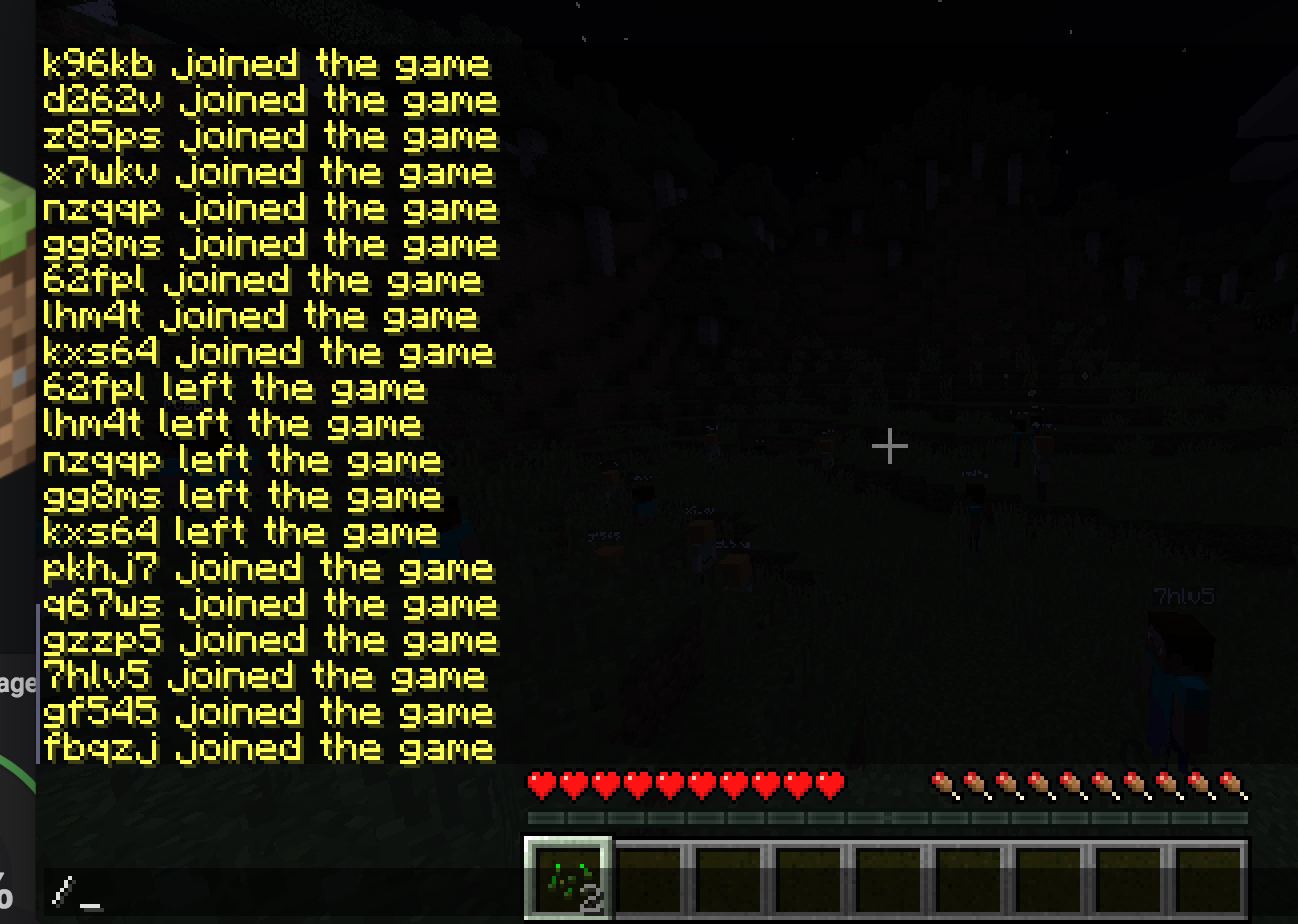 k96kb joined the game
d262v joined the game
z85ps joined the game
x7wkv joined the game
nzqqp joined the game
gg8ms joined the game
62fpl joined the game
lhm4t joined the game
kxs64 joined the game
62fpl left the game
lhm4t left the game
nzqqp left the game
gg8ms left the game
kxs64 left the game
pkhj7 joined the game
q67ws joined the game
gzzp5 joined the game
7hlv5 joined the game
gf545 joined the game
fbqzj joined the game
7hlv5
age
%
2
/_